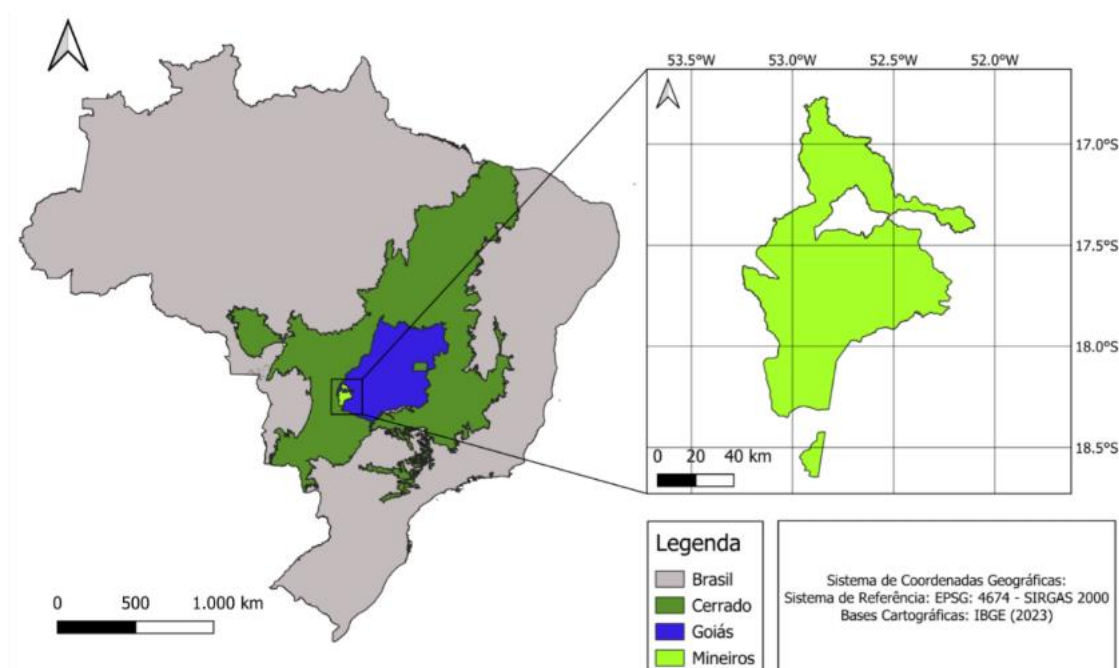 53.5°W 53.0°W 52.5°W 52.0°W
17.0°S
17.5°S
18.0°S
18.5°S
0 20 40 km
0 500 1.000 km
Legenda
Brasil
Cerrado
Goiás
Mineiros
Sistema de Coordenadas Geográficas:
Sistema de Referência: EPSG: 4674 - SIRGAS 2000
Bases Cartográficas: IBGE (2023)